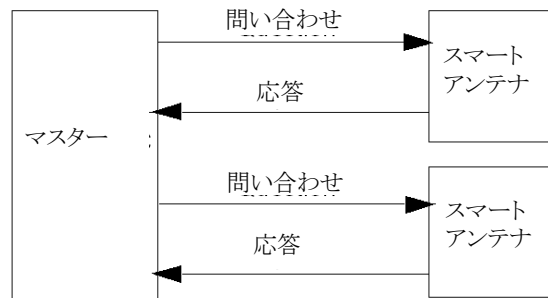 問い合わせ
スマート
アンテナ
応答
マスター
問い合わせ
スマート
アンテナ
応答